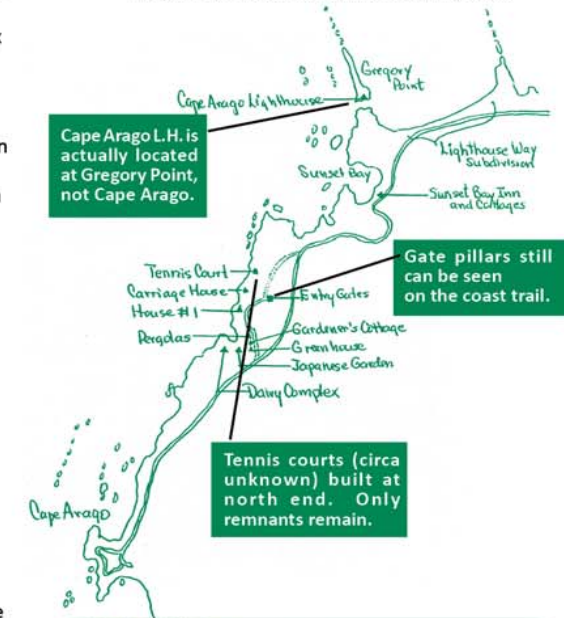 Gregory
Point
Cape Arago Lighthouse
Cape Arago L.H. is
actually located
at Gregory Point,
not Cape Arago.
Lighthouse Way
Subdivision
Sunset Bay
Sunset Bay Inn
and Cottages
Gate pillars still
can be seen
on the coast trail.
Tennis Court
Carriage House
Entry Gates
House #1
Pergolas
Gardener's Cottage
Greenhouse
Japanese Garden
Dairy Complex
Tennis courts (circa
unknown) built at
north end. Only
remnants remain.
Cape Arago